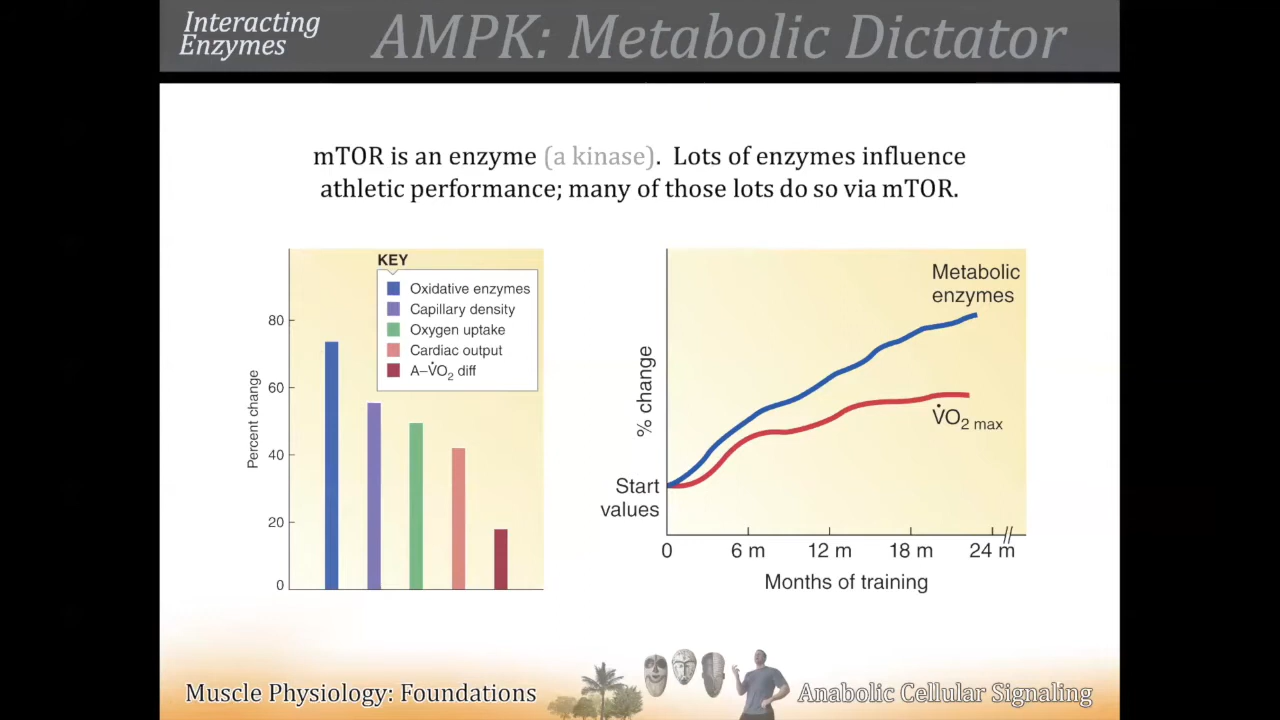 Interacting
Enzymes
AMPK: Metabolic Dictator
mTOR is an enzyme (a kinase). Lots of enzymes influence
athletic performance; many of those lots do so via mTOR.
KEY
Oxidative enzymes
Capillary density
Oxygen uptake
Cardiac output
A–V̇O₂ diff
80
60
40
20
0
Percent change
Metabolic
enzymes
V̇O₂ max
% change
Start
values
0 6 m 12 m 18 m 24 m
Months of training
Muscle Physiology: Foundations
Anabolic Cellular Signaling